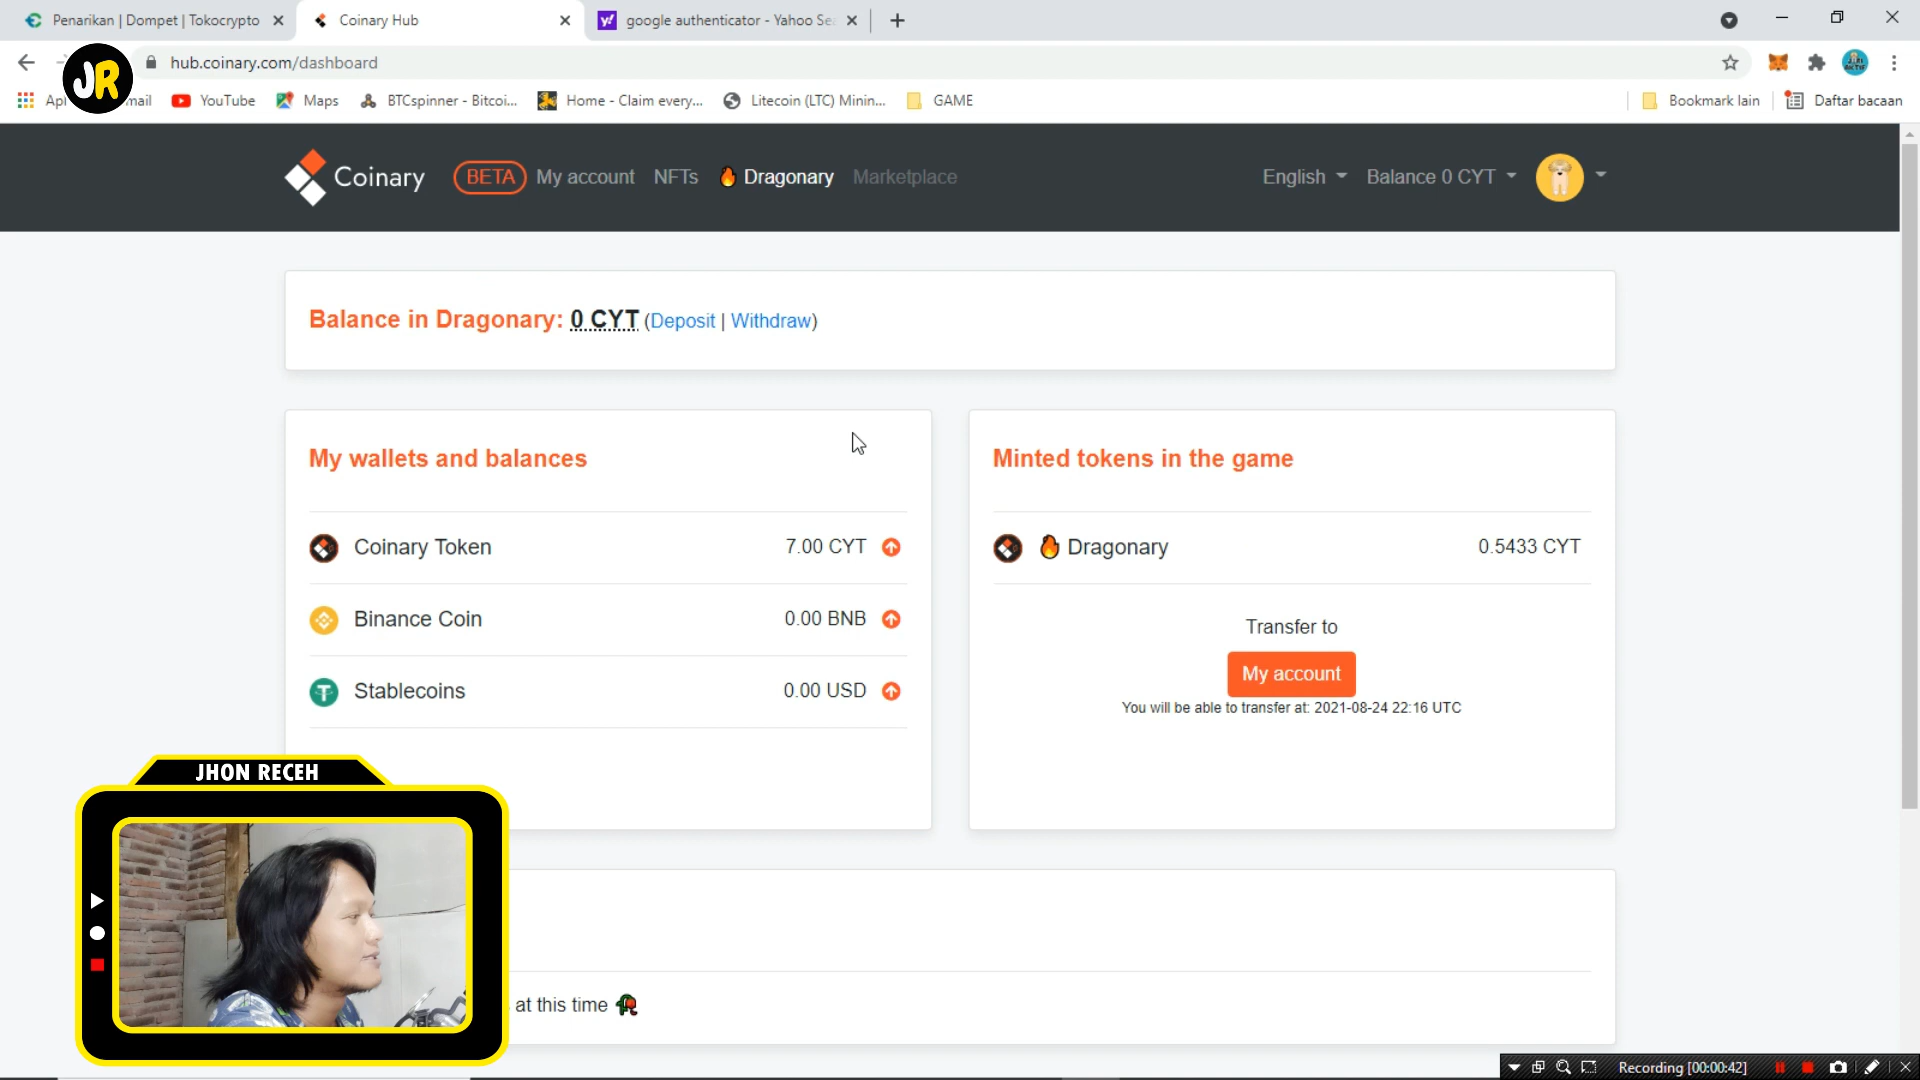 Penarikan | Dompet | Tokocrypto
Coinary Hub
google authenticator - Yahoo Se
hub.coinary.com/dashboard
JR
mail
YouTube
Maps
BTCspinner - Bitcoi...
Home - Claim every...
Litecoin (LTC) Minin...
GAME
Bookmark lain
Daftar bacaan
Coinary
BETA
My account
NFTs
Dragonary
Marketplace
English
Balance 0 CYT
Balance in Dragonary: 0 CYT (Deposit | Withdraw)
My wallets and balances
Coinary Token 7.00 CYT
Binance Coin 0.00 BNB
Stablecoins 0.00 USD
Minted tokens in the game
Dragonary 0.5433 CYT
Transfer to
My account
You will be able to transfer at: 2021-08-24 22:16 UTC
JHON RECEH
at this time
Recording [00:00:42]